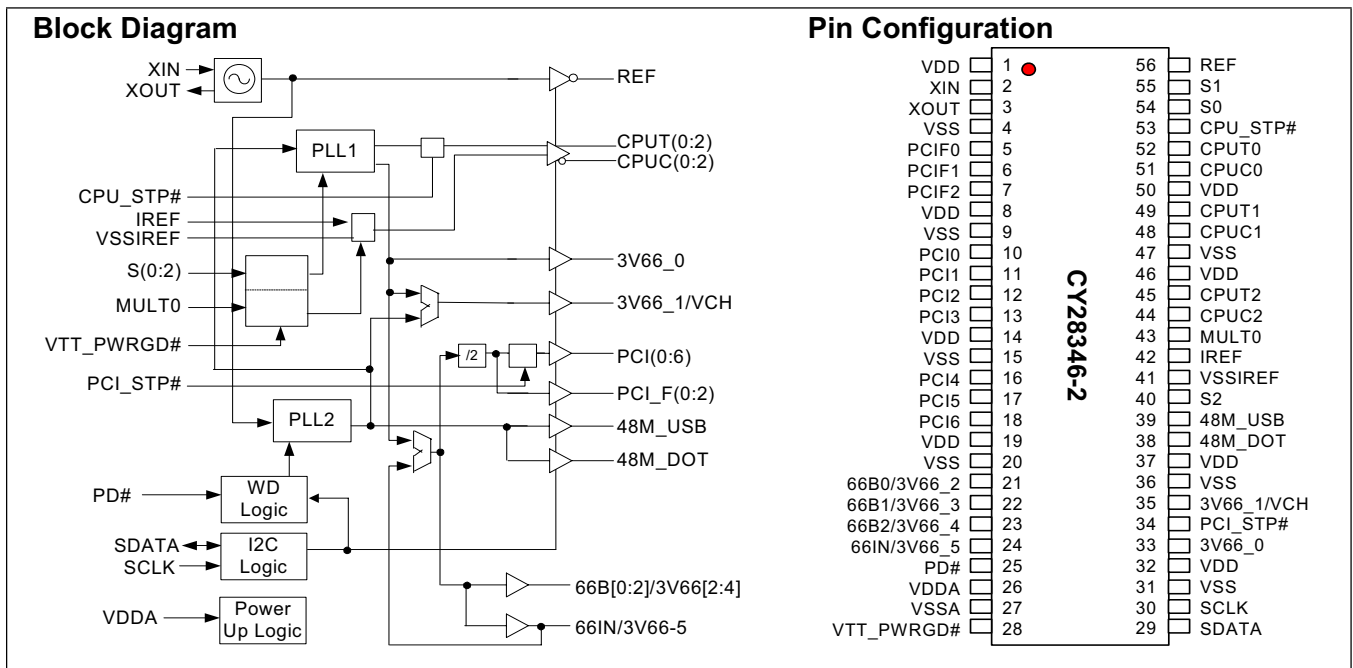 Block Diagram
XIN
XOUT
REF
PLL1
CPUT(0:2)
CPUC(0:2)
CPU_STP#
IREF
VSSIREF
S(0:2)
3V66_0
MULT0
3V66_1/VCH
VTT_PWRGD#
/2
PCI(0:6)
PCI_STP#
PCI_F(0:2)
PLL2
48M_USB
48M_DOT
PD#
WD
Logic
SDATA
SCLK
I2C
Logic
66B[0:2]/3V66[2:4]
VDDA
Power
Up Logic
66IN/3V66-5
Pin Configuration
CY28346-2
VDD 1 56 REF
XIN 2 55 S1
XOUT 3 54 S0
VSS 4 53 CPU_STP#
PCIF0 5 52 CPUT0
PCIF1 6 51 CPUC0
PCIF2 7 50 VDD
VDD 8 49 CPUT1
VSS 9 48 CPUC1
PCI0 10 47 VSS
PCI1 11 46 VDD
PCI2 12 45 CPUT2
PCI3 13 44 CPUC2
VDD 14 43 MULT0
VSS 15 42 IREF
PCI4 16 41 VSSIREF
PCI5 17 40 S2
PCI6 18 39 48M_USB
VDD 19 38 48M_DOT
VSS 20 37 VDD
66B0/3V66_2 21 36 VSS
66B1/3V66_3 22 35 3V66_1/VCH
66B2/3V66_4 23 34 PCI_STP#
66IN/3V66_5 24 33 3V66_0
PD# 25 32 VDD
VDDA 26 31 VSS
VSSA 27 30 SCLK
VTT_PWRGD# 28 29 SDATA